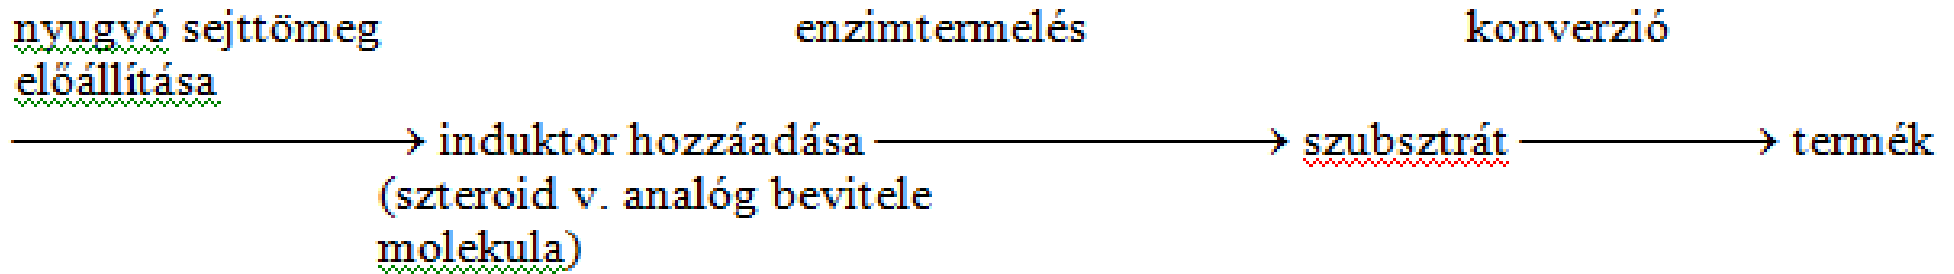 nyugvó sejttömeg előállítása
enzimtermelés
konverzió
induktor hozzáadása
szubsztrát
termék
(szteroid v. analóg bevitele
molekula)